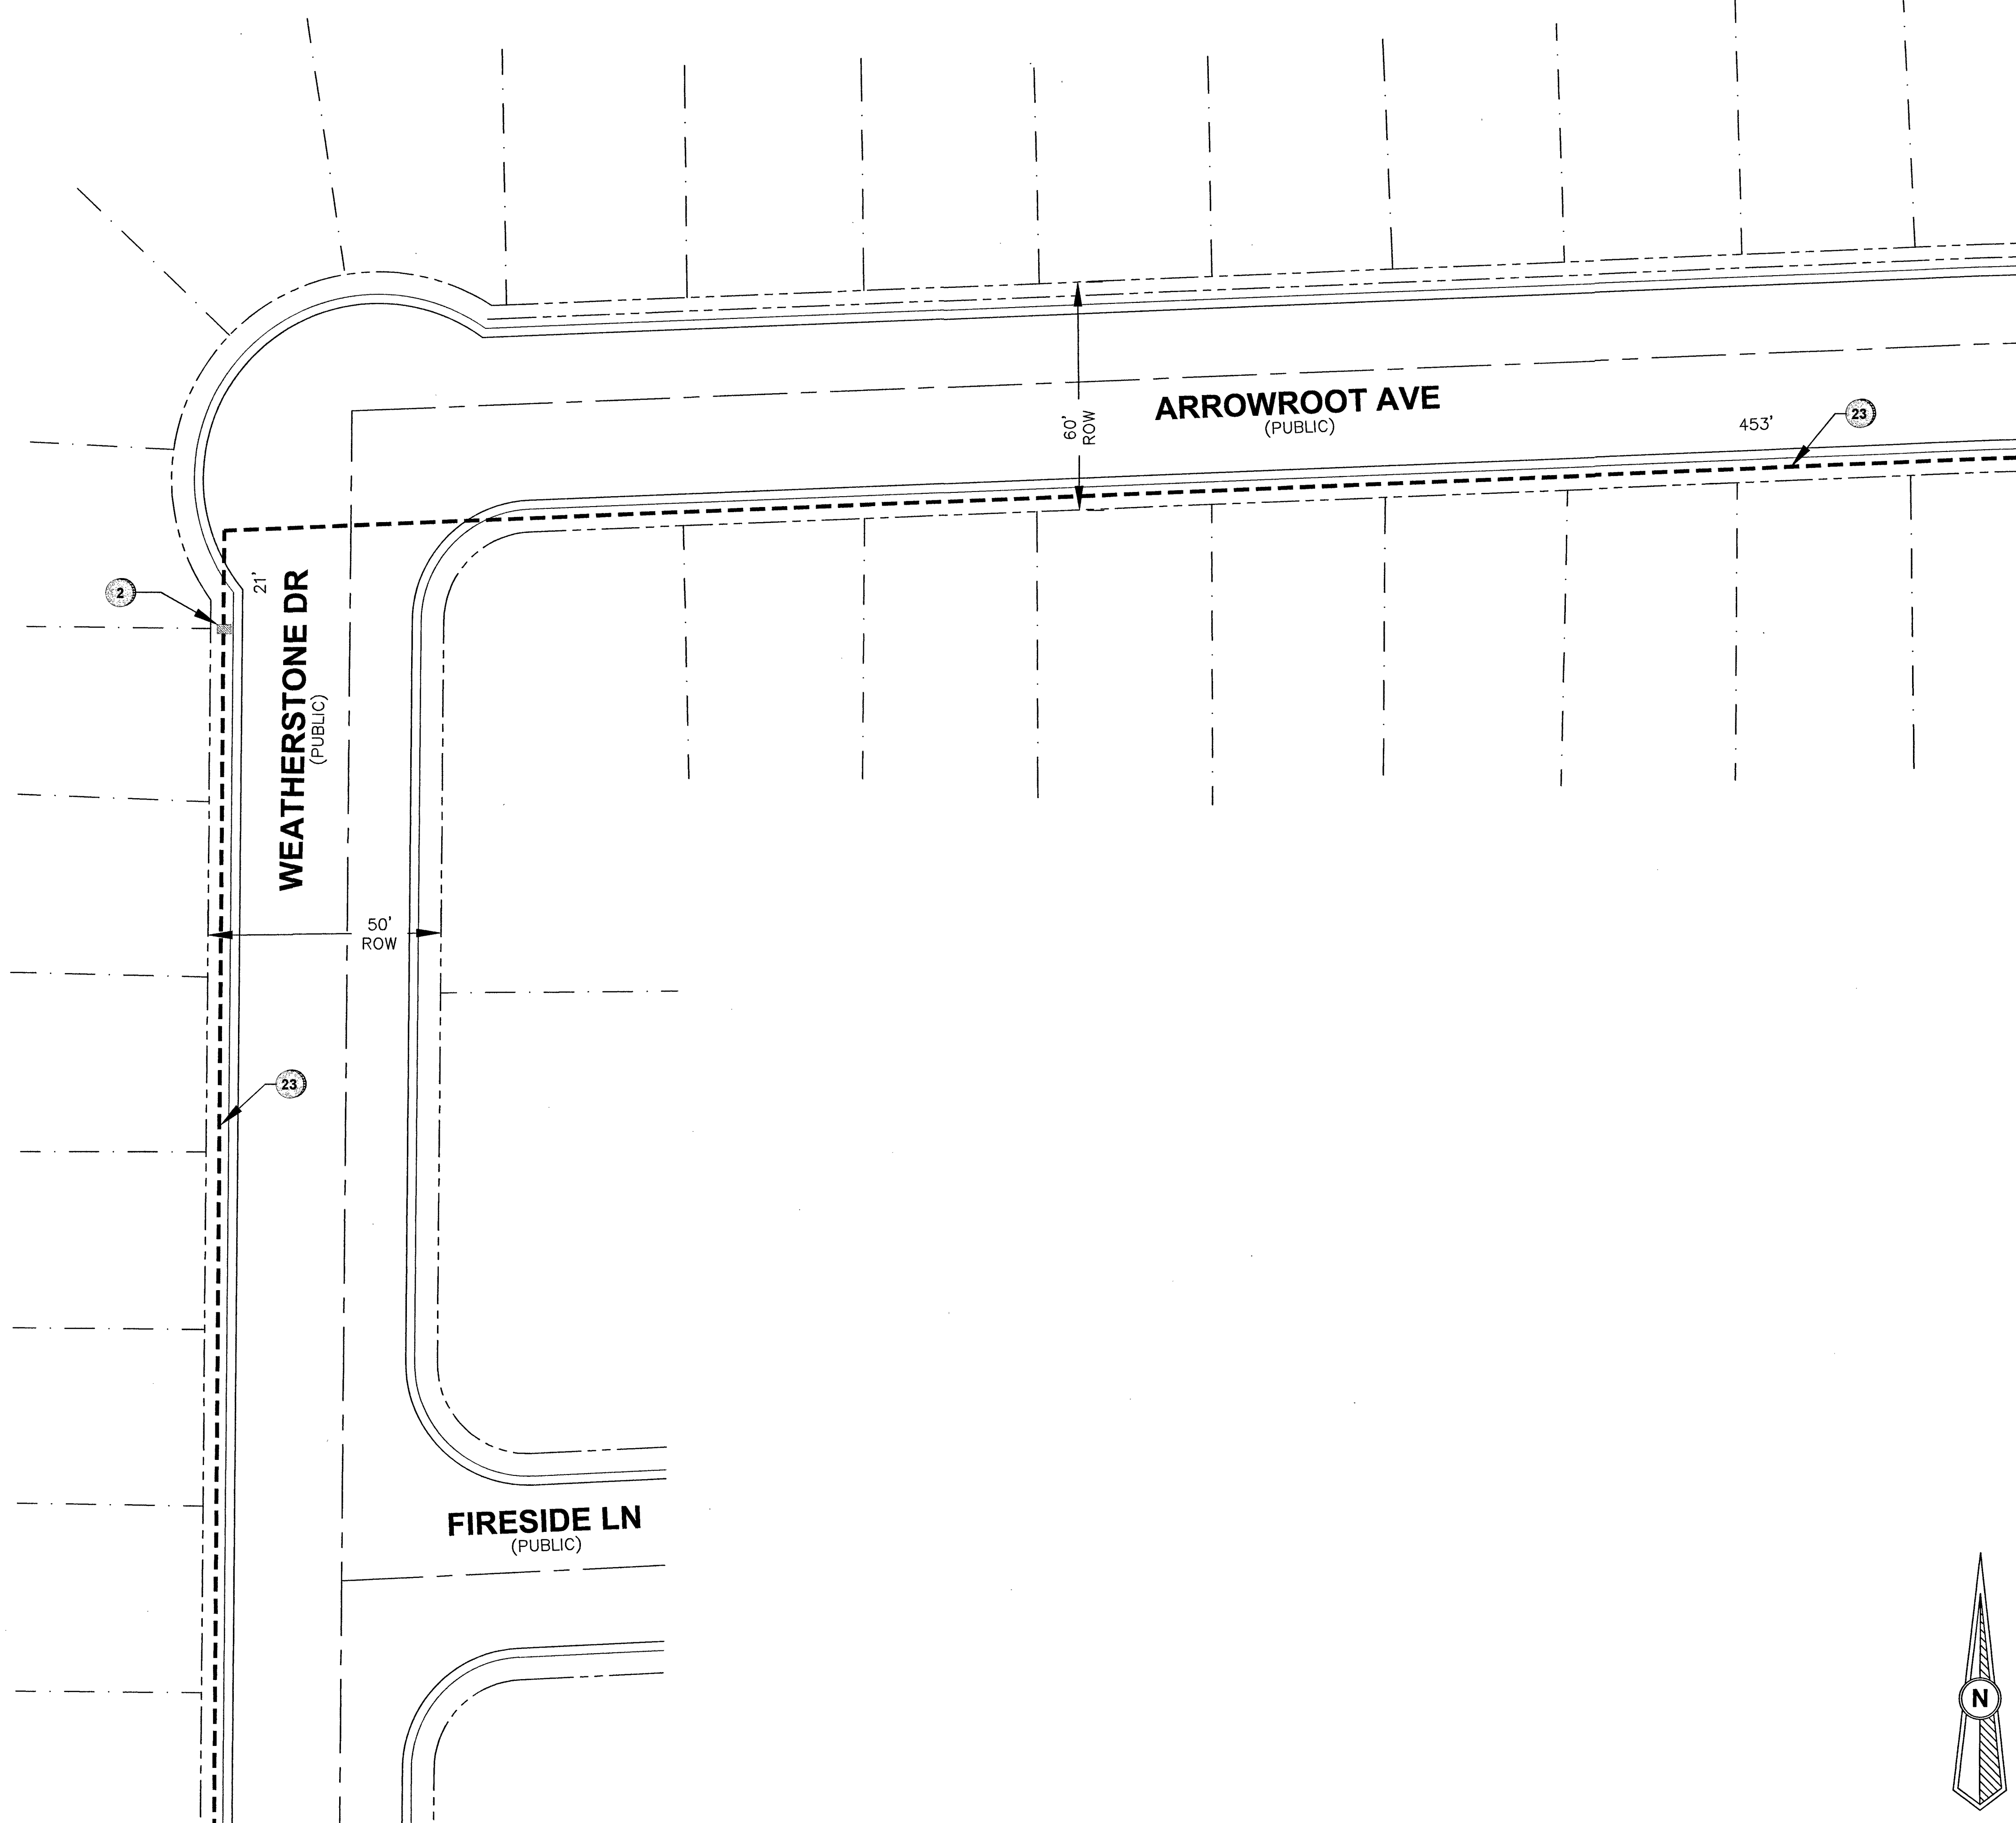 ARROWROOT AVE
(PUBLIC)
60'
ROW
453'
23
21'
2
WEATHERSTONE DR
(PUBLIC)
50'
ROW
23
FIRESIDE LN
(PUBLIC)
N